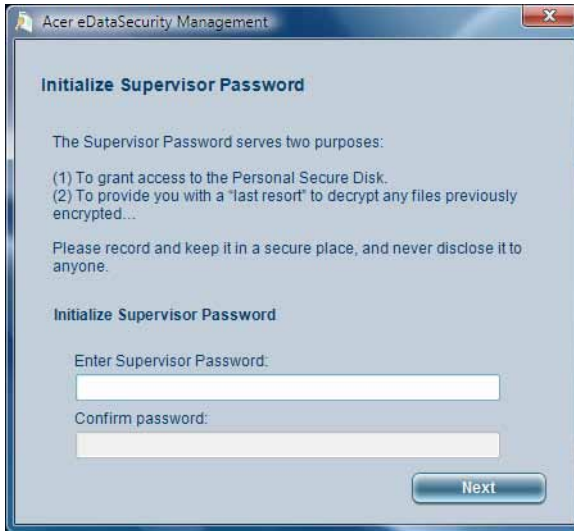 Acer eDataSecurity Management
Initialize Supervisor Password
The Supervisor Password serves two purposes:
(1) To grant access to the Personal Secure Disk.
(2) To provide you with a "last resort" to decrypt any files previously
encrypted...
Please record and keep it in a secure place, and never disclose it to
anyone.
Initialize Supervisor Password
Enter Supervisor Password:
Confirm password:
Next